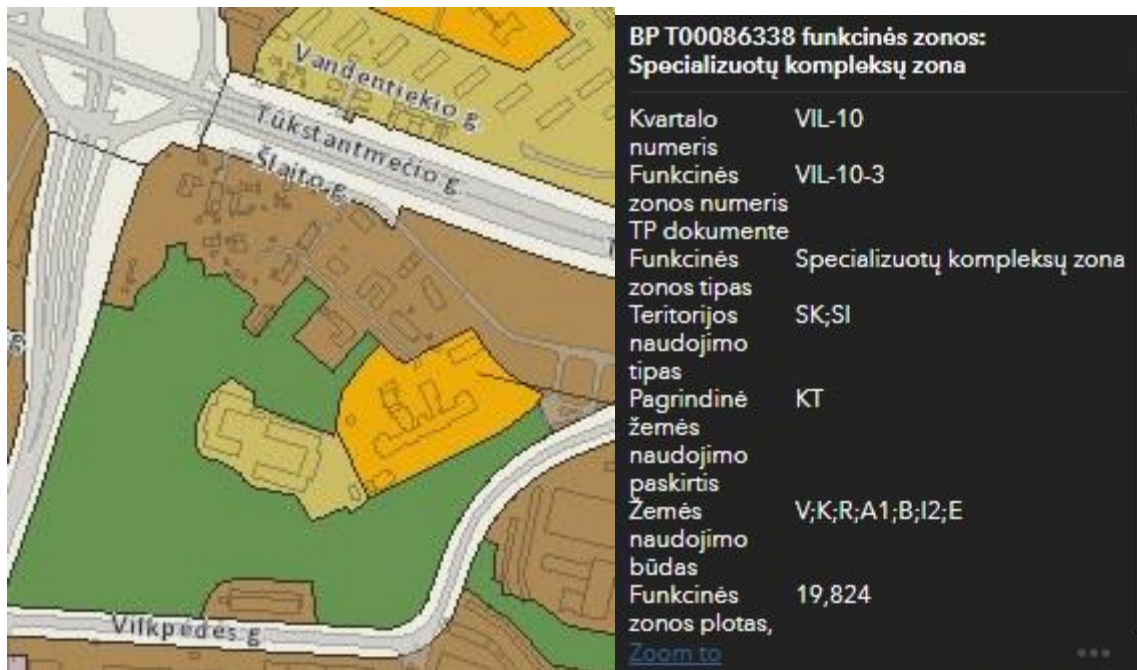 Vandentiekio g
Tūkstantmečio g.
Šlaito g.
g
Vilkpėdės g
BP T00086338 funkcinės zonos:
Specializuotų kompleksų zona
Kvartalo VIL-10
numeris
Funkcinės VIL-10-3
zonos numeris
TP dokumente
Funkcinės Specializuotų kompleksų zona
zonos tipas
Teritorijos SK;SI
naudojimo
tipas
Pagrindinė KT
žemės
naudojimo
paskirtis
Žemės V;K;R;A1;B;I2;E
naudojimo
būdas
Funkcinės 19,824
zonos plotas,
Zoom to